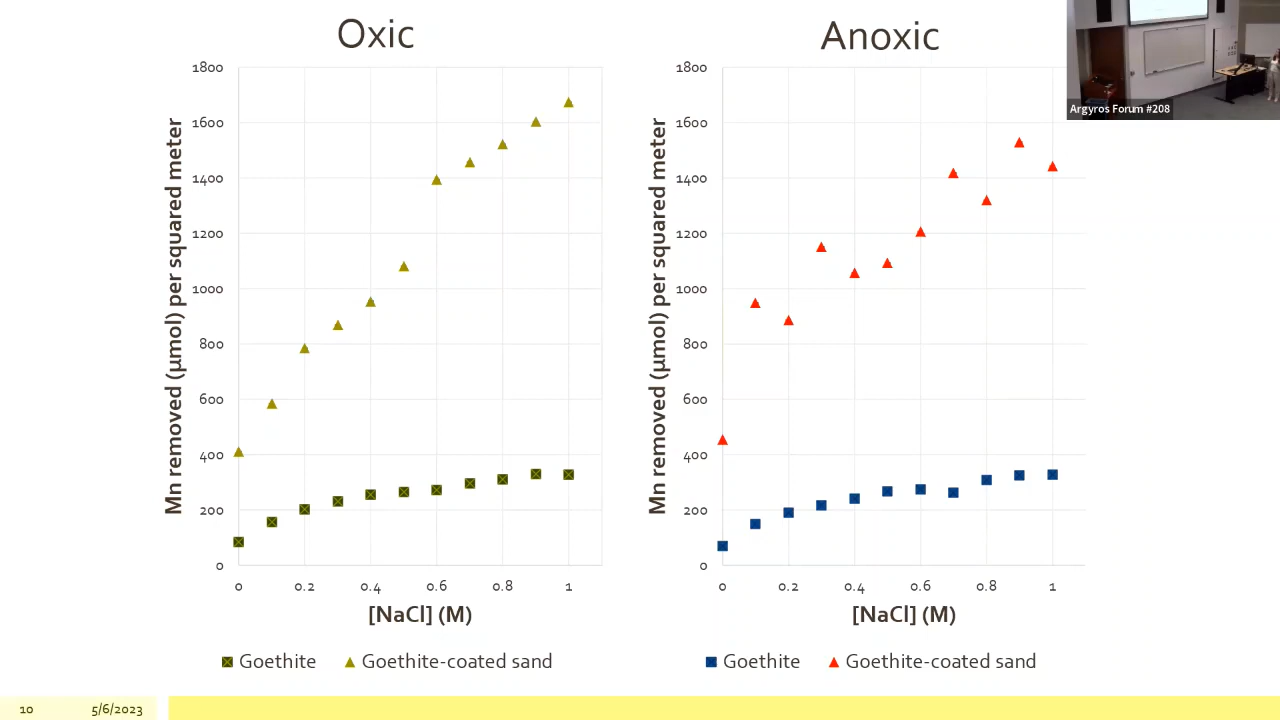 Oxic
Mn removed (µmol) per squared meter
1800
1600
1400
1200
1000
800
600
400
200
0
0 0.2 0.4 0.6 0.8 1
[NaCl] (M)
Goethite Goethite-coated sand
Anoxic
Mn removed (µmol) per squared meter
1800
1600
1400
1200
1000
800
600
400
200
0
0 0.2 0.4 0.6 0.8 1
[NaCl] (M)
Goethite Goethite-coated sand
Argyros Forum #208
10 5/6/2023